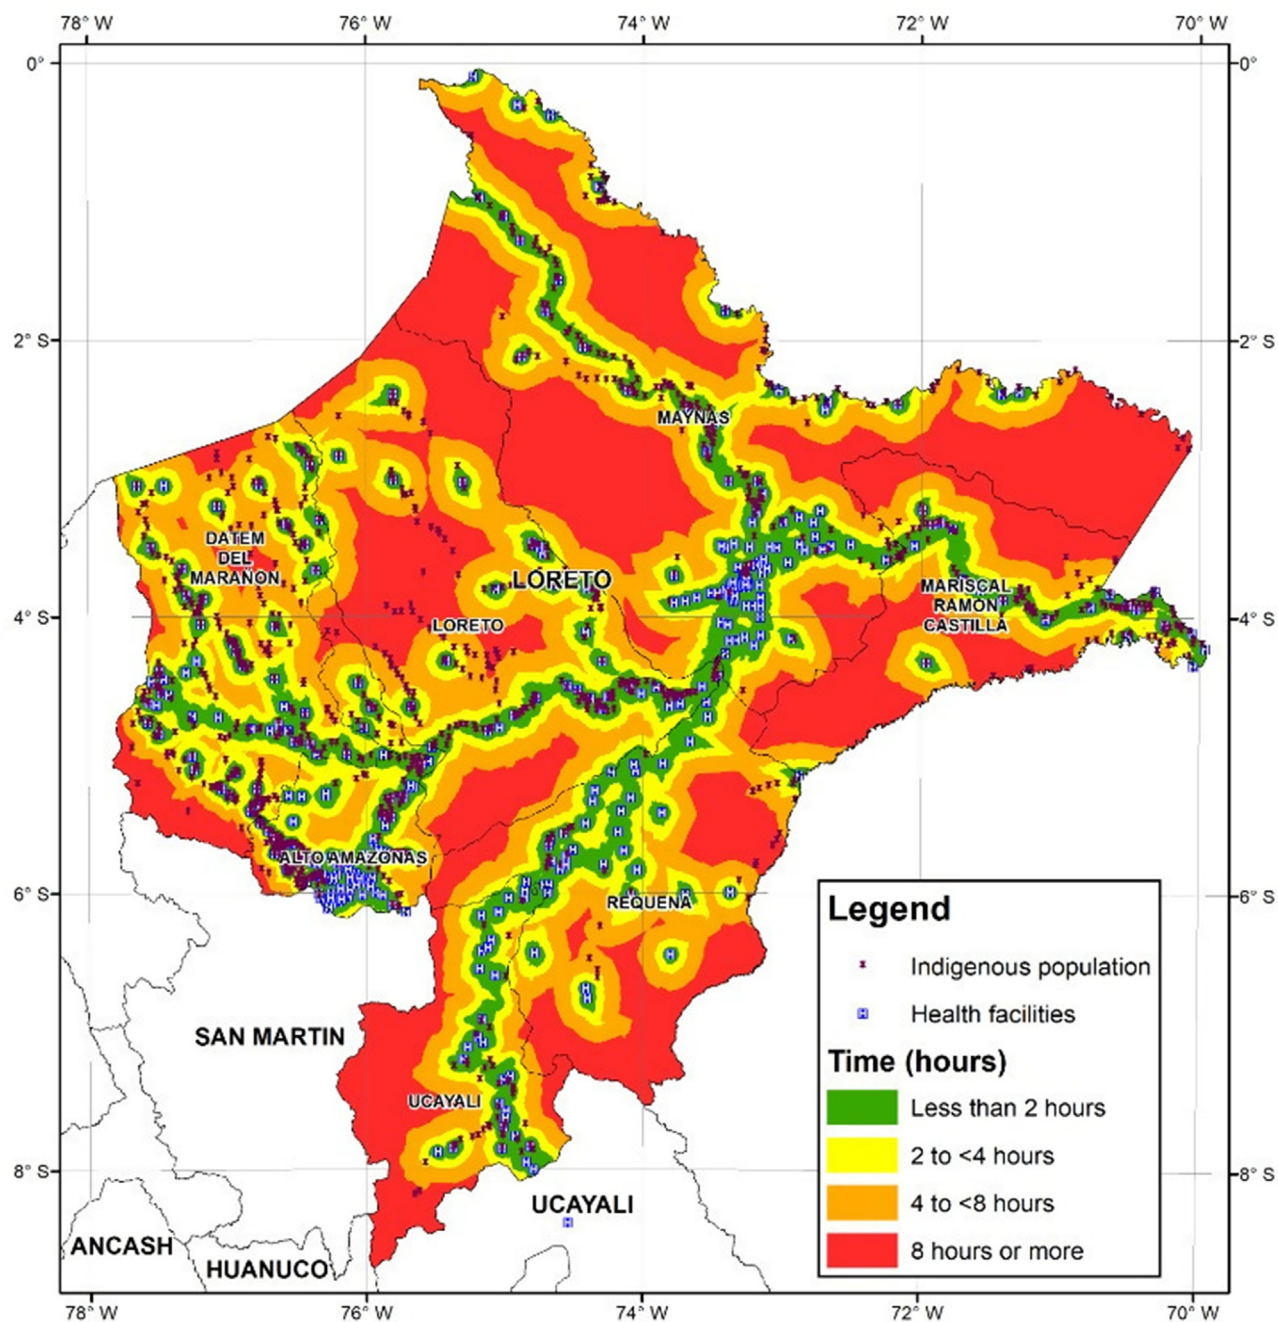 78° W 76° W 74° W 72° W 70° W
0° 0°
2° S 2° S
MAYNAS
DATEM
DEL
MARAÑON
LORETO
MARISCAL
RAMON
CASTILLA
4° S LORETO 4° S
ALTO AMAZONAS
6° S REQUENA 6° S
SAN MARTIN
UCAYALI
8° S 8° S
UCAYALI
ANCASH
HUANUCO
Legend
Indigenous population
H Health facilities
Time (hours)
Less than 2 hours
2 to <4 hours
4 to <8 hours
8 hours or more
78° W 76° W 74° W 72° W 70° W